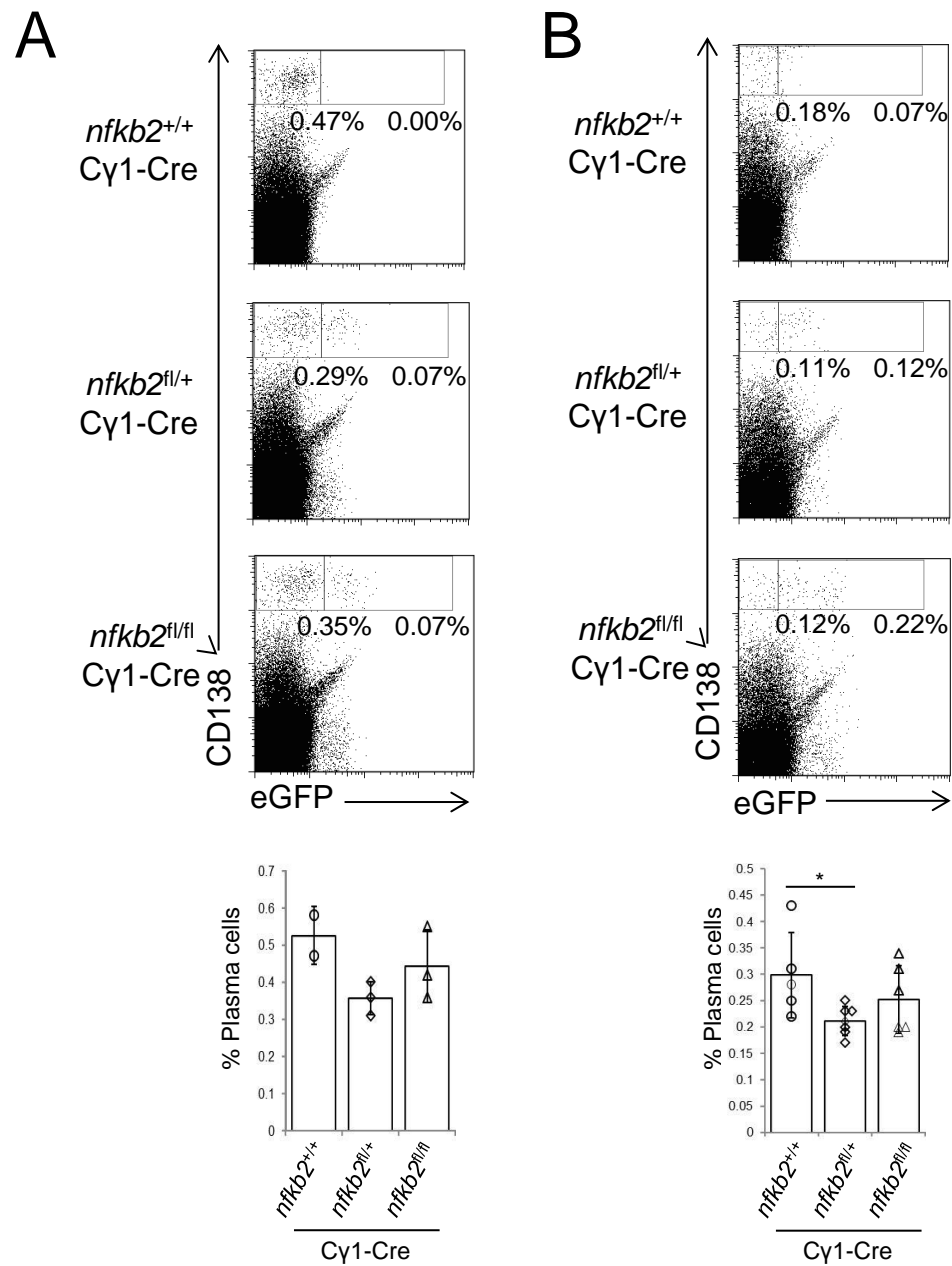 A
nfkb2+/+
Cγ1-Cre
0.47% 0.00%
nfkb2fl/+
Cγ1-Cre
0.29% 0.07%
nfkb2fl/fl
Cγ1-Cre
0.35% 0.07%
CD138
eGFP
0.7
0.6
0.5
0.4
0.3
0.2
0.1
0
% Plasma cells
nfkb2+/+
nfkb2fl/+
nfkb2fl/fl
Cγ1-Cre
B
nfkb2+/+
Cγ1-Cre
0.18% 0.07%
nfkb2fl/+
Cγ1-Cre
0.11% 0.12%
nfkb2fl/fl
Cγ1-Cre
0.12% 0.22%
CD138
eGFP
0.5
0.45
0.4
0.35
0.3
0.25
0.2
0.15
0.1
0.05
0
*
% Plasma cells
nfkb2+/+
nfkb2fl/+
nfkb2fl/fl
Cγ1-Cre